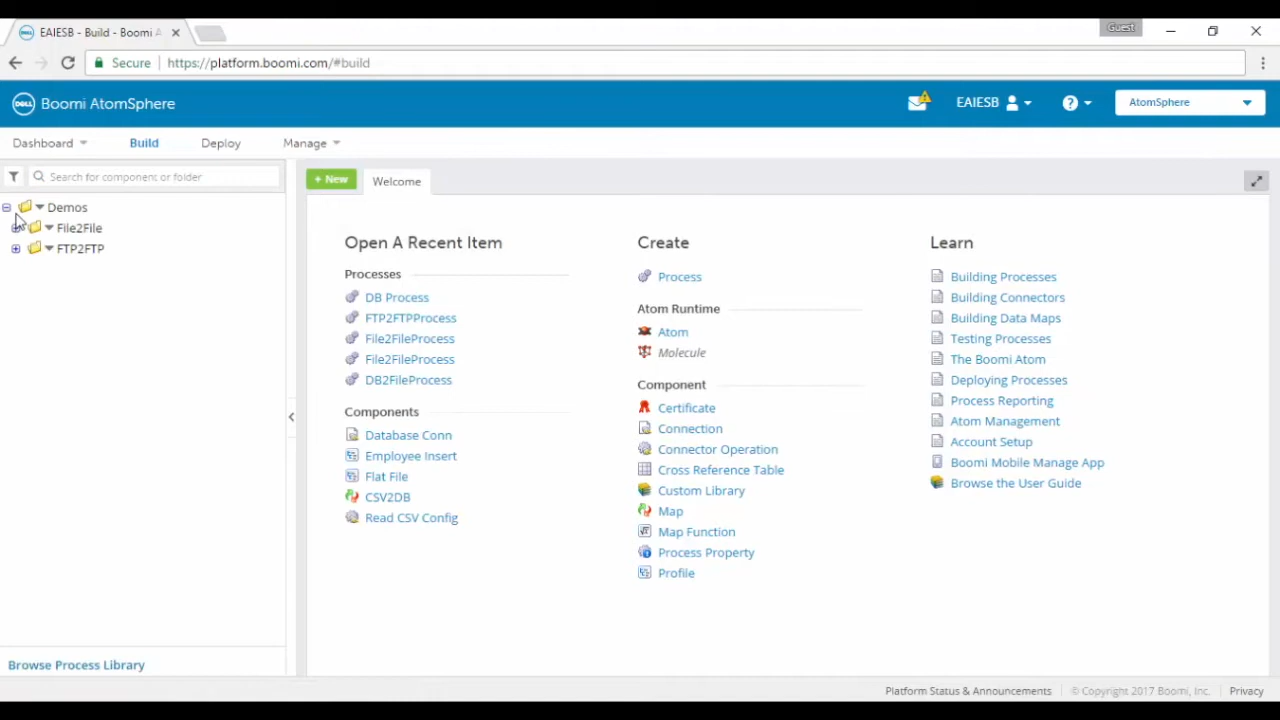 EAIESB - Build - Boomi A
Guest
Secure
https://platform.boomi.com/#build
DELL
Boomi AtomSphere
EAIESB
?
AtomSphere
Dashboard
Build
Deploy
Manage
Search for component or folder
Demos
File2File
FTP2FTP
Browse Process Library
+ New
Welcome
Open A Recent Item
Processes
DB Process
FTP2FTPProcess
File2FileProcess
File2FileProcess
DB2FileProcess
Components
Database Conn
Employee Insert
Flat File
CSV2DB
Read CSV Config
Create
Process
Atom Runtime
Atom
Molecule
Component
Certificate
Connection
Connector Operation
Cross Reference Table
Custom Library
Map
Map Function
Process Property
Profile
Learn
Building Processes
Building Connectors
Building Data Maps
Testing Processes
The Boomi Atom
Deploying Processes
Process Reporting
Atom Management
Account Setup
Boomi Mobile Manage App
Browse the User Guide
Platform Status & Announcements
© Copyright 2017 Boomi, Inc.
Privacy